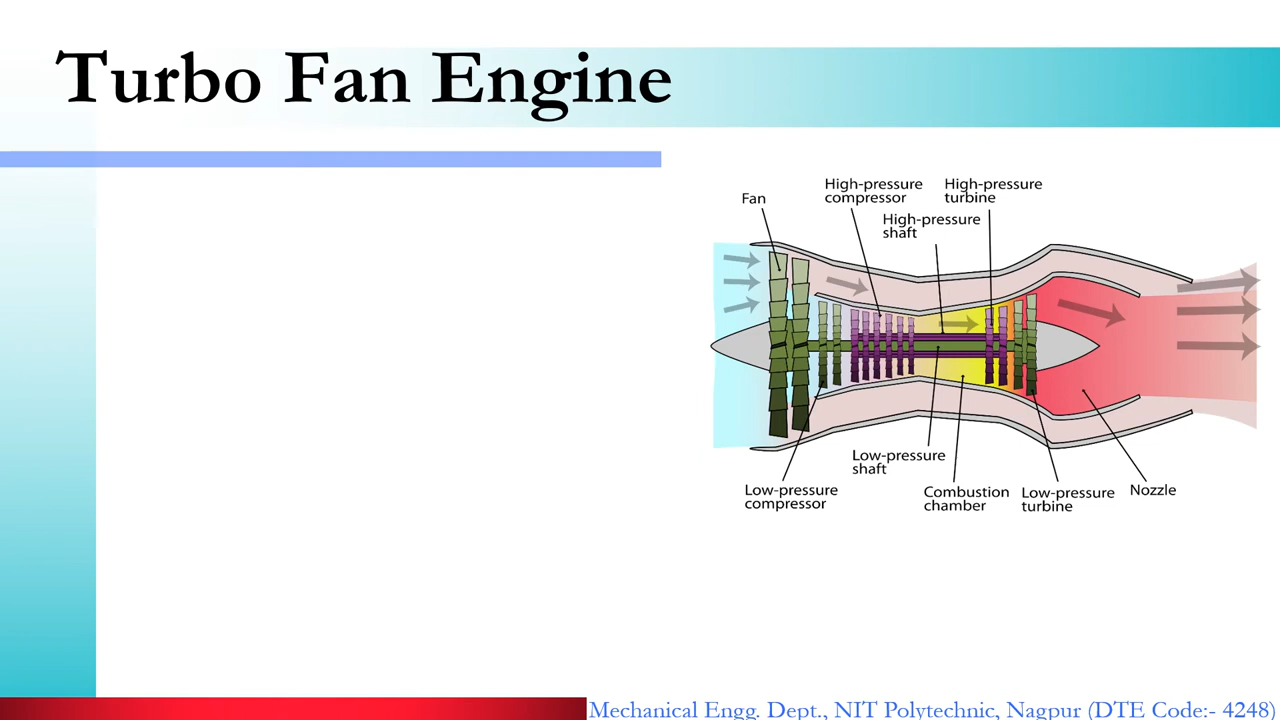 Turbo Fan Engine
Fan
High-pressure
compressor
High-pressure
turbine
High-pressure
shaft
Low-pressure
shaft
Low-pressure
compressor
Combustion
chamber
Low-pressure
turbine
Nozzle
Mechanical Engg. Dept., NIT Polytechnic, Nagpur (DTE Code:- 4248)